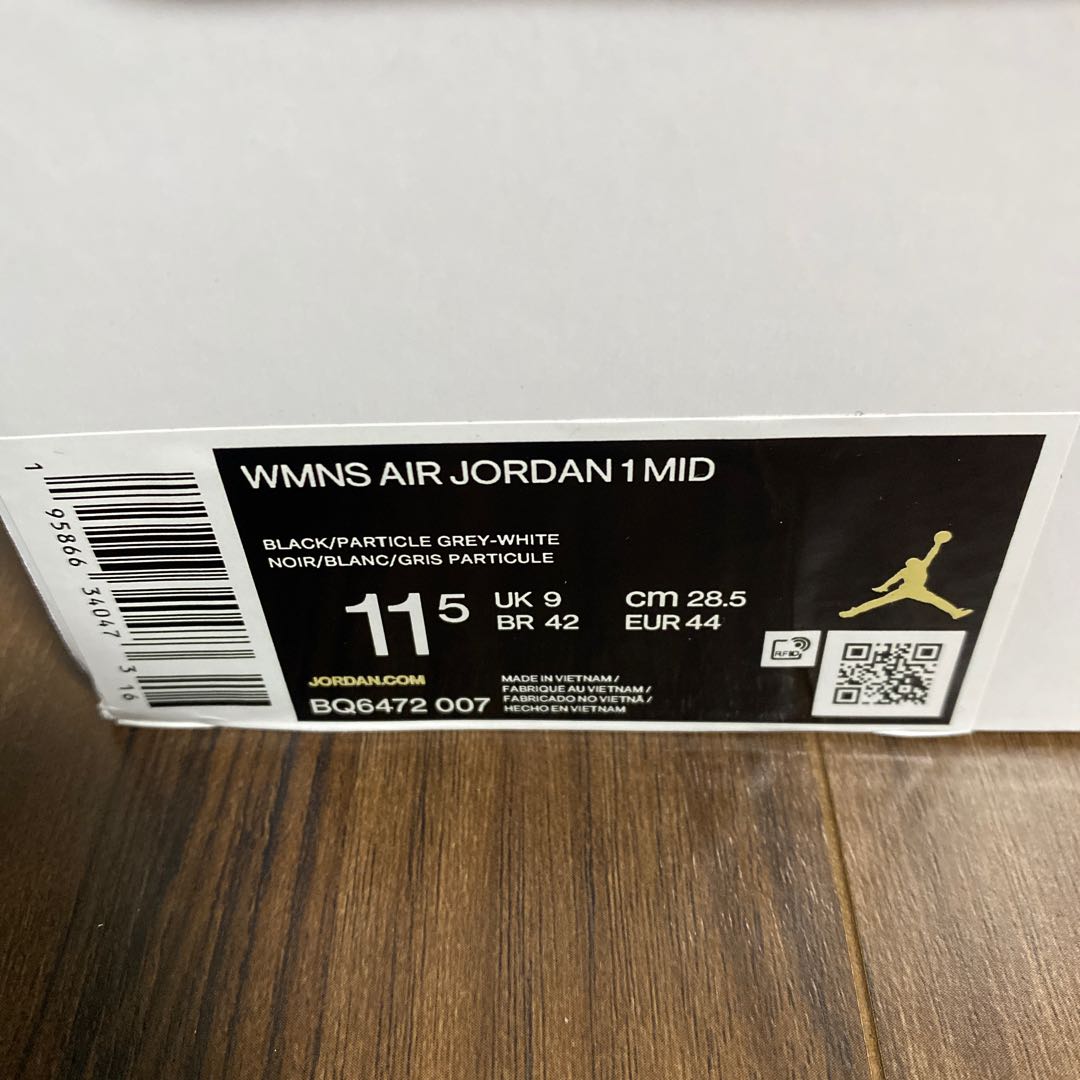 WMNS AIR JORDAN 1 MID
BLACK/PARTICLE GREY-WHITE
NOIR/BLANC/GRIS PARTICULE
11 5
UK 9 cm 28.5
BR 42 EUR 44
RFID
JORDAN.COM
BQ6472 007
MADE IN VIETNAM /
FABRIQUE AU VIETNAM /
FABRICADO NO VIETNÃ /
HECHO EN VIETNAM
1 95866 34047 3 16